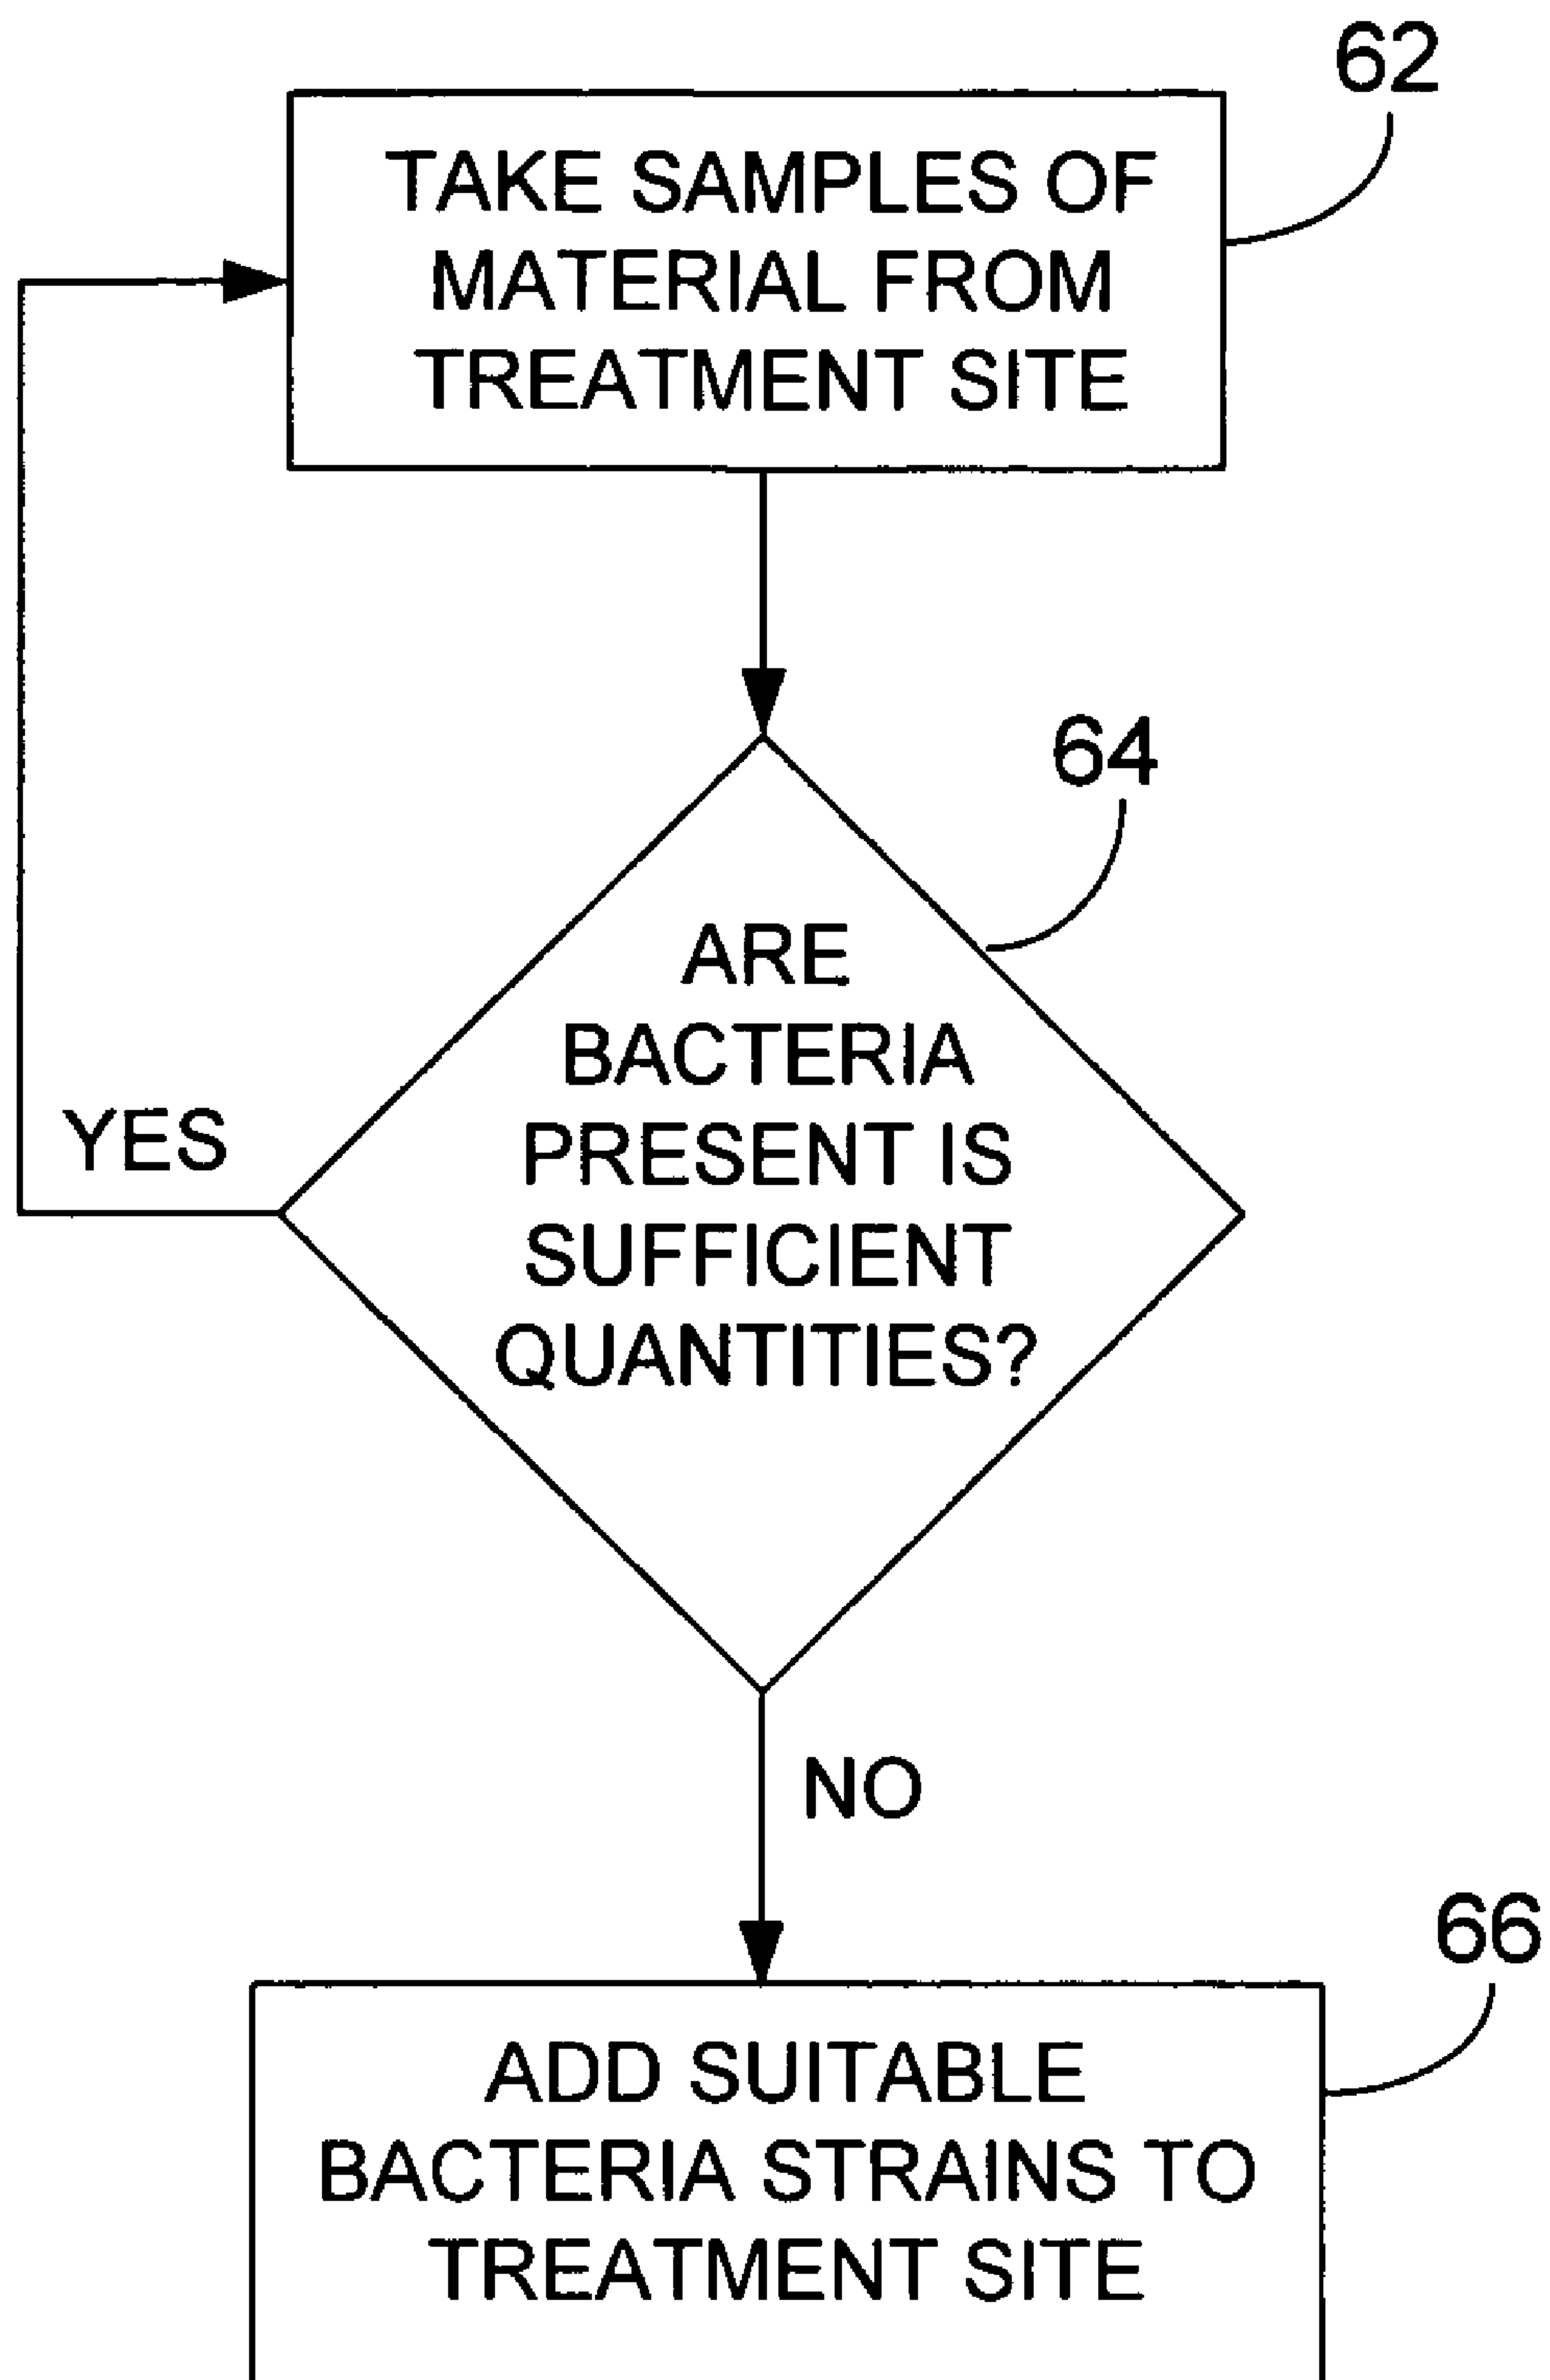 62
TAKE SAMPLES OF
MATERIAL FROM
TREATMENT SITE
64
ARE
BACTERIA
PRESENT IS
SUFFICIENT
QUANTITIES?
YES
NO
66
ADD SUITABLE
BACTERIA STRAINS TO
TREATMENT SITE